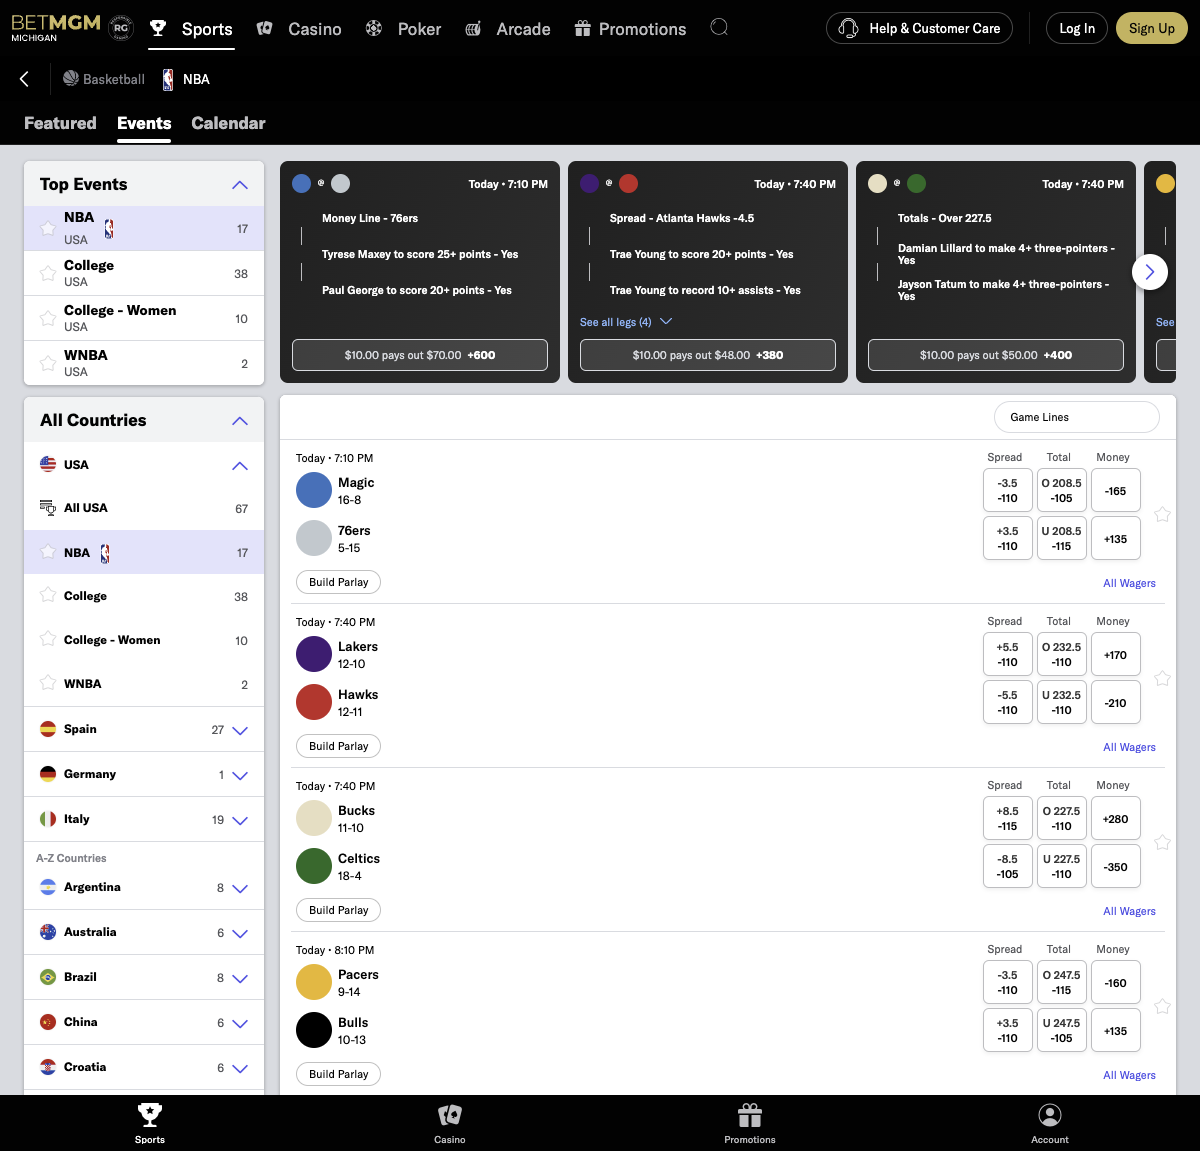 BETMGM
MICHIGAN
RG
Sports
Casino
Poker
Arcade
Promotions
Help & Customer Care
Log In
Sign Up
Basketball
NBA
Featured
Events
Calendar
Top Events
NBA
USA
17
College
USA
38
College - Women
USA
10
WNBA
USA
2
All Countries
USA
All USA
67
NBA
17
College
38
College - Women
10
WNBA
2
Spain
27
Germany
1
Italy
19
A-Z Countries
Argentina
8
Australia
6
Brazil
8
China
6
Croatia
6
@
Today • 7:10 PM
Money Line - 76ers
Tyrese Maxey to score 25+ points - Yes
Paul George to score 20+ points - Yes
$10.00 pays out $70.00 +600
@
Today • 7:40 PM
Spread - Atlanta Hawks -4.5
Trae Young to score 20+ points - Yes
Trae Young to record 10+ assists - Yes
See all legs (4)
$10.00 pays out $48.00 +380
@
Today • 7:40 PM
Totals - Over 227.5
Damian Lillard to make 4+ three-pointers -
Yes
Jayson Tatum to make 4+ three-pointers -
Yes
$10.00 pays out $50.00 +400
See
Game Lines
Today • 7:10 PM
Spread Total Money
Magic
16-8
-3.5
-110
O 208.5
-105
-165
76ers
5-15
+3.5
-110
U 208.5
-115
+135
Build Parlay
All Wagers
Today • 7:40 PM
Spread Total Money
Lakers
12-10
+5.5
-110
O 232.5
-110
+170
Hawks
12-11
-5.5
-110
U 232.5
-110
-210
Build Parlay
All Wagers
Today • 7:40 PM
Spread Total Money
Bucks
11-10
+8.5
-115
O 227.5
-110
+280
Celtics
18-4
-8.5
-105
U 227.5
-110
-350
Build Parlay
All Wagers
Today • 8:10 PM
Spread Total Money
Pacers
9-14
-3.5
-110
O 247.5
-115
-160
Bulls
10-13
+3.5
-110
U 247.5
-105
+135
Build Parlay
All Wagers
Sports
Casino
Promotions
Account